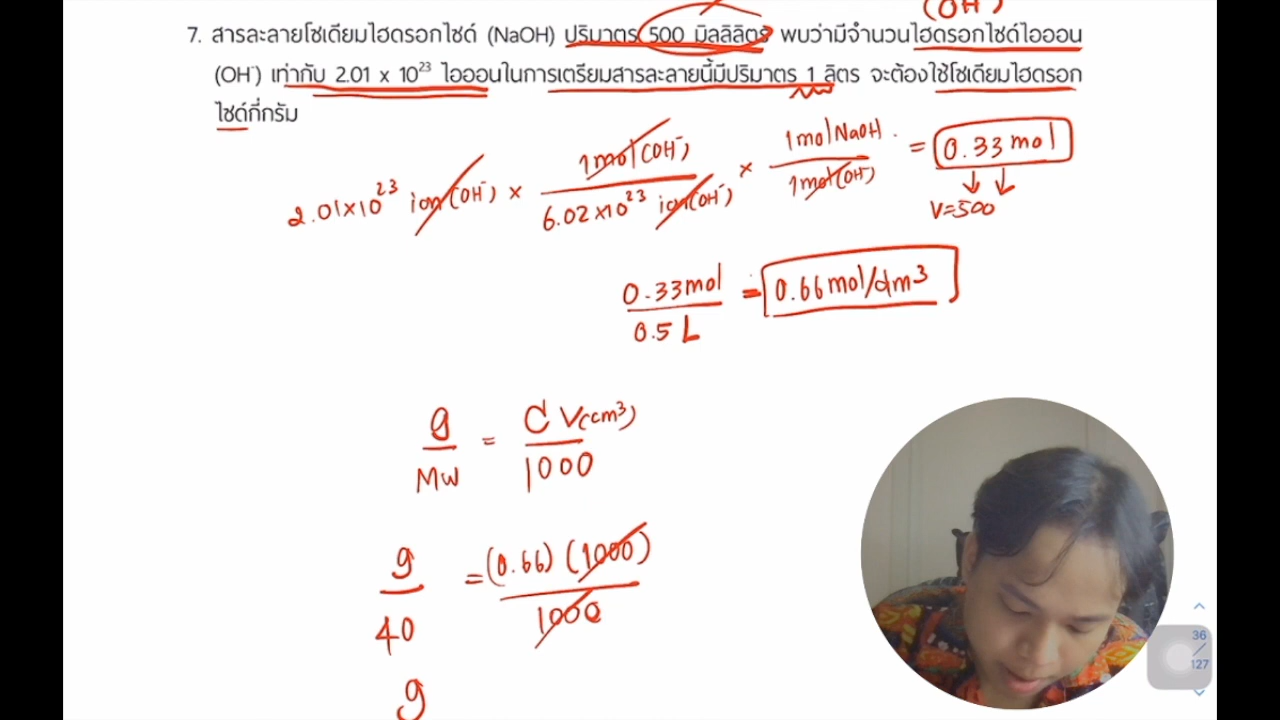 (OH⁻)
7. สารละลายโซเดียมไฮดรอกไซด์ (NaOH) ปริมาตร 500 มิลลิลิตร พบว่ามีจำนวนไฮดรอกไซด์ไอออน
(OH⁻) เท่ากับ 2.01 x 10²³ ไอออนในการเตรียมสารละลายนี้มีปริมาตร 1 ลิตร จะต้องใช้โซเดียมไฮดรอก
ไซด์กี่กรัม
2.01x10²³ ion(OH⁻) x 1mol(OH⁻) / 6.02x10²³ ion(OH⁻) x 1mol NaOH / 1mol(OH⁻) = 0.33 mol
V=500
0.33 mol / 0.5 L = 0.66 mol/dm³
g / MW = C V(cm³) / 1000
g / 40 = (0.66)(1000) / 1000
g
36 / 127